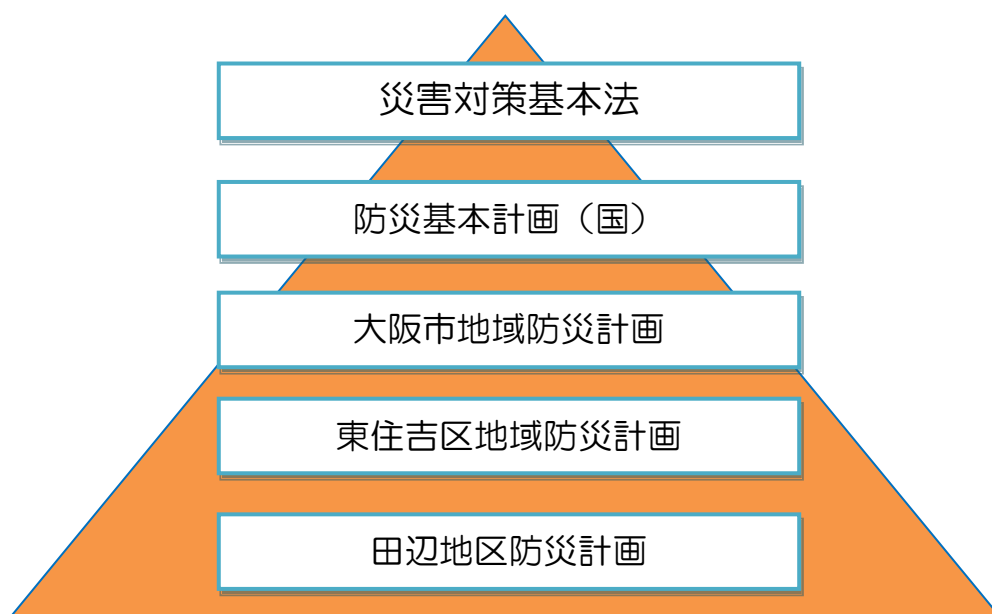 災害対策基本法
防災基本計画（国）
大阪市地域防災計画
東住吉区地域防災計画
田辺地区防災計画